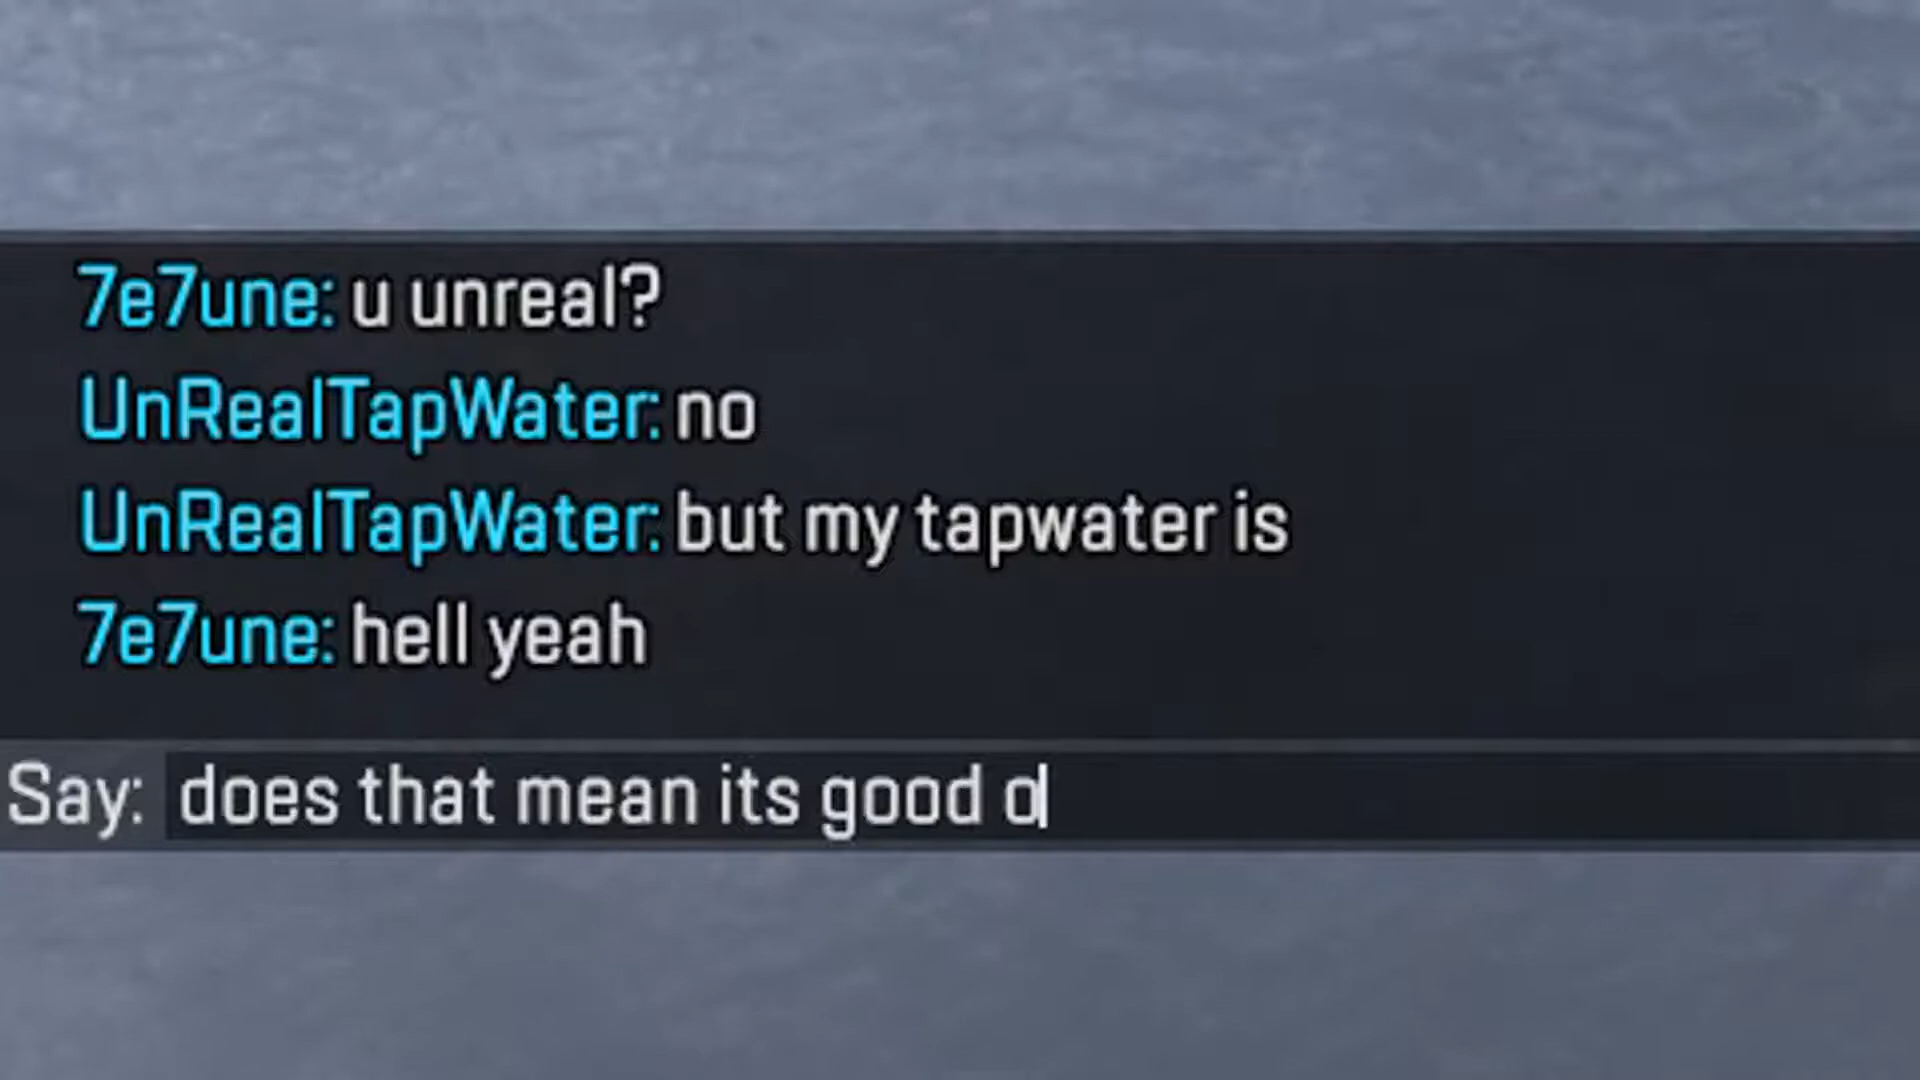 7e7une: u unreal?
UnRealTapWater: no
UnRealTapWater: but my tapwater is
7e7une: hell yeah
Say: does that mean its good o